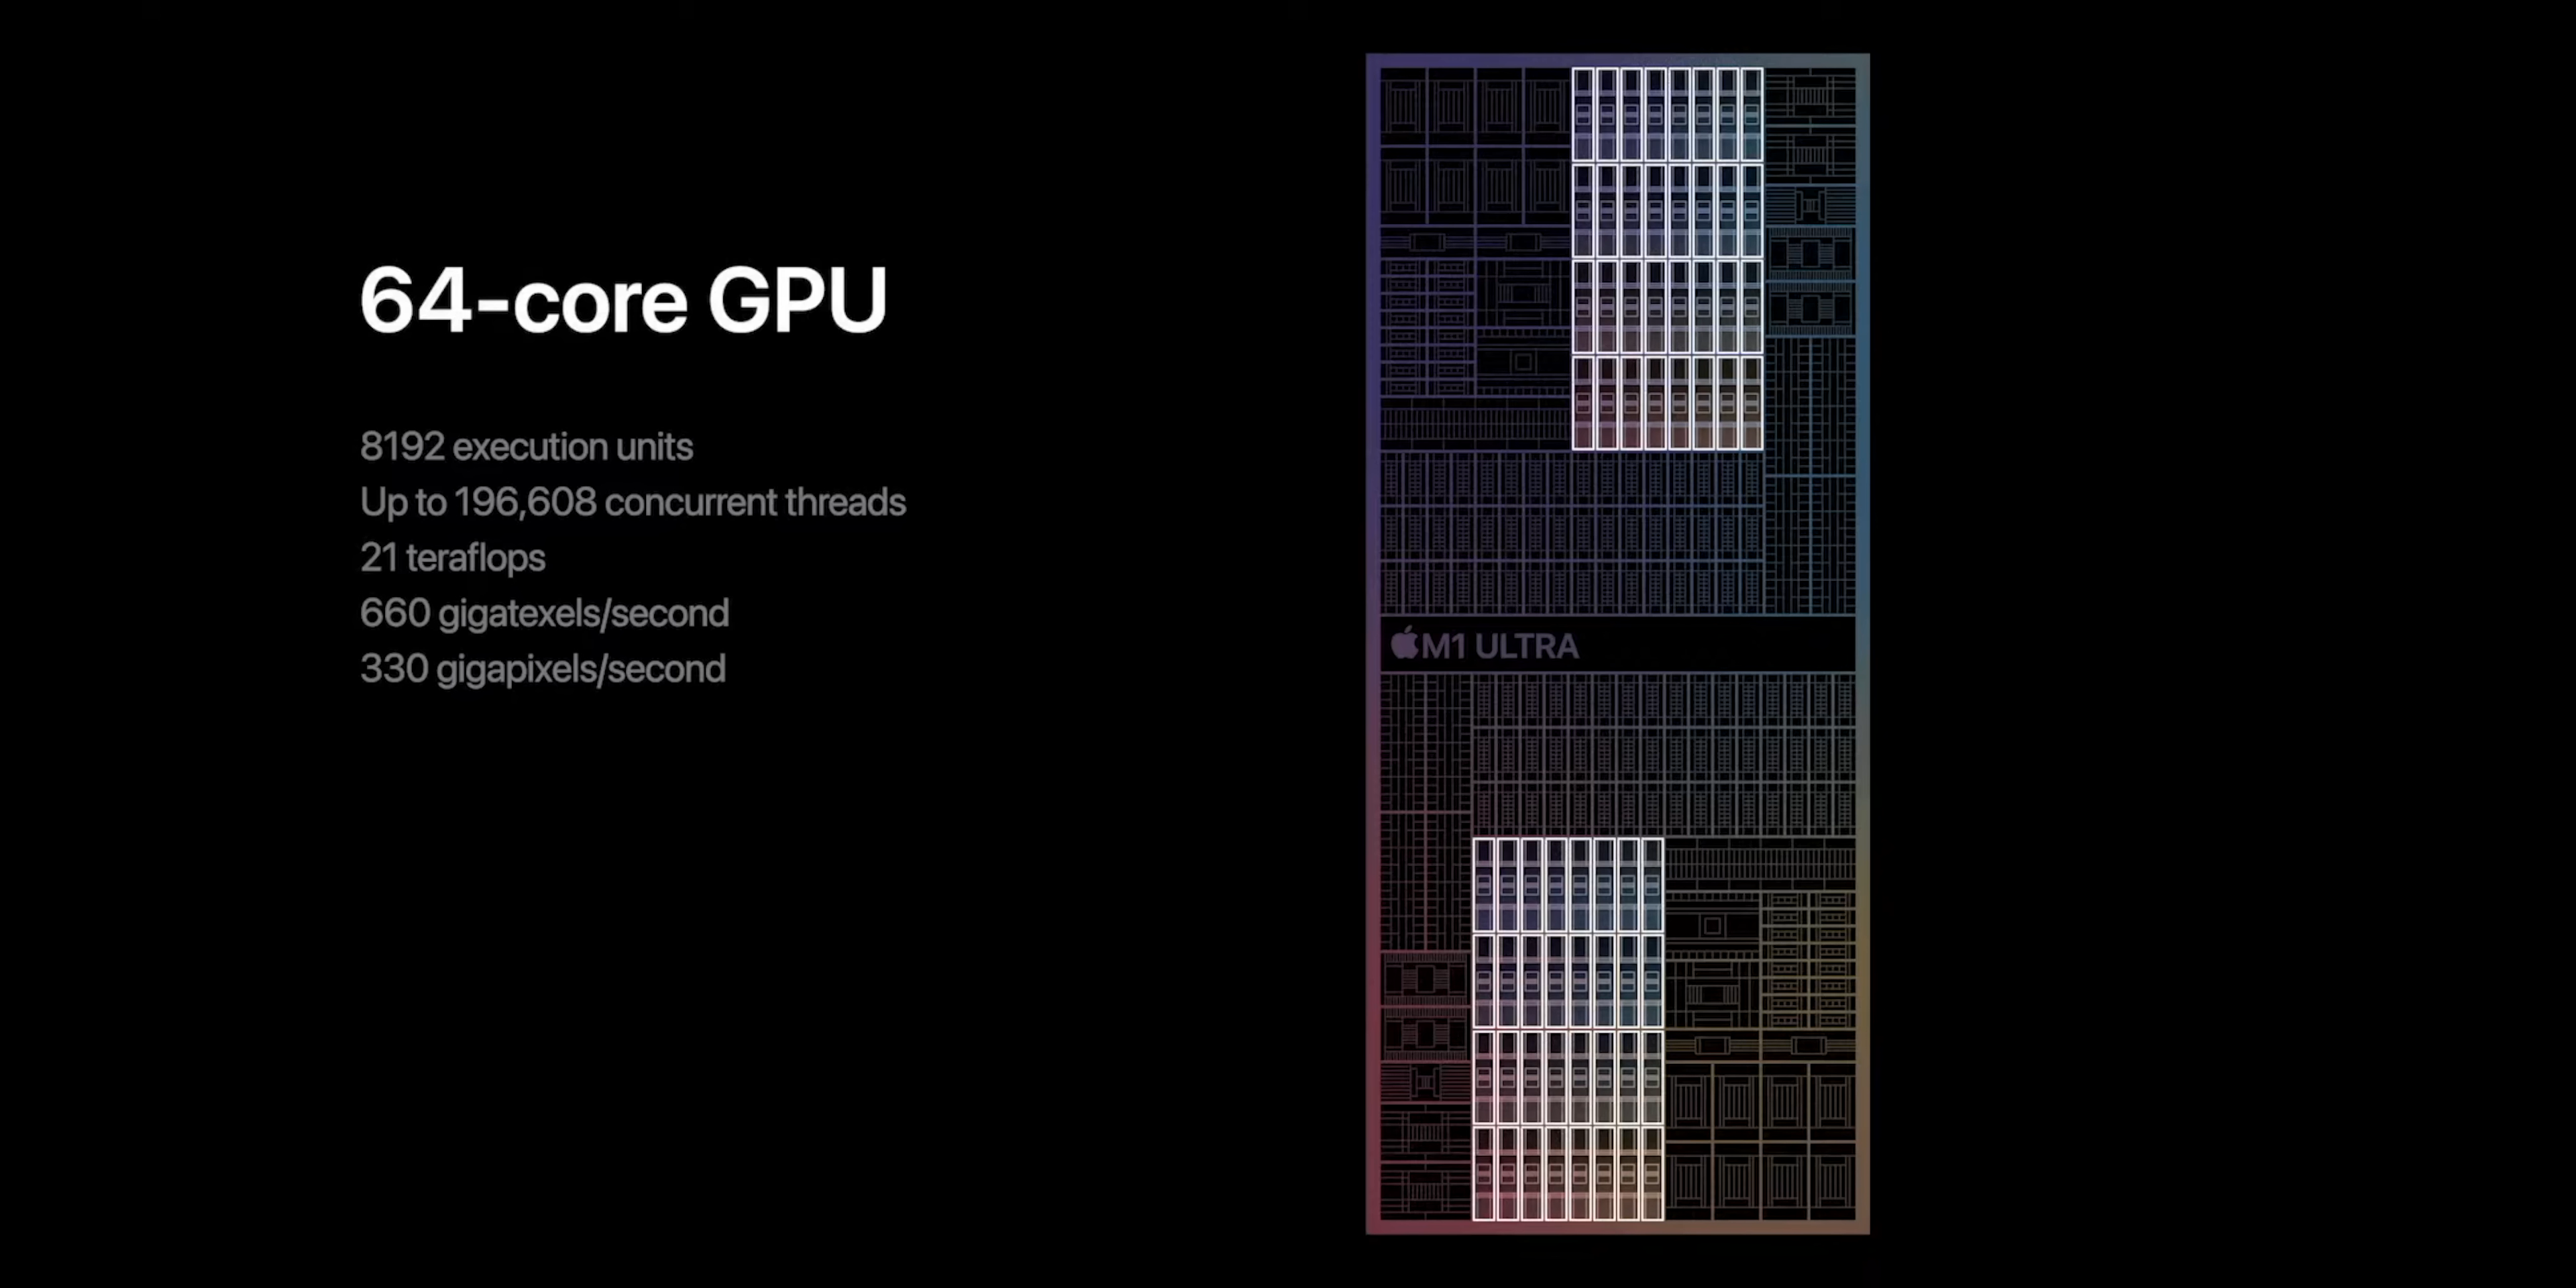 64-core GPU
8192 execution units
Up to 196,608 concurrent threads
21 teraflops
660 gigatexels/second
330 gigapixels/second
M1 ULTRA